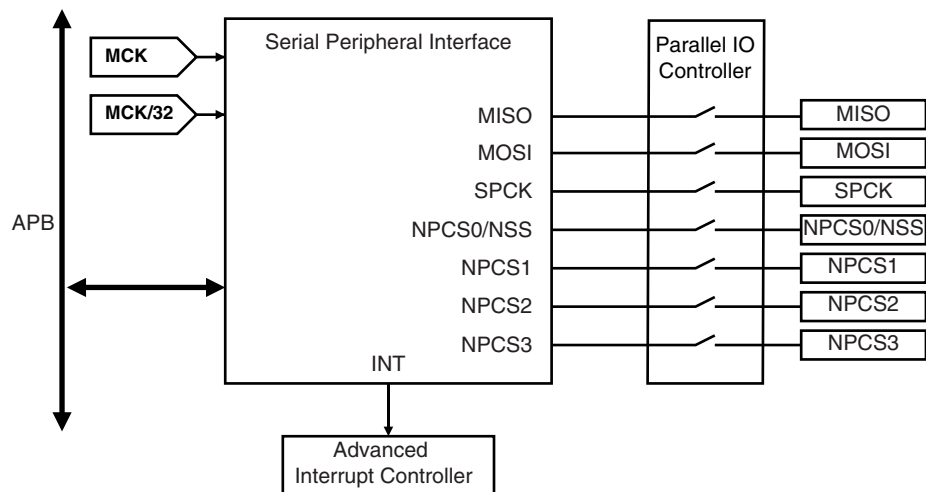 MCK
MCK/32
APB
Serial Peripheral Interface
MISO
MOSI
SPCK
NPCS0/NSS
NPCS1
NPCS2
NPCS3
INT
Parallel IO
Controller
MISO
MOSI
SPCK
NPCS0/NSS
NPCS1
NPCS2
NPCS3
Advanced
Interrupt Controller